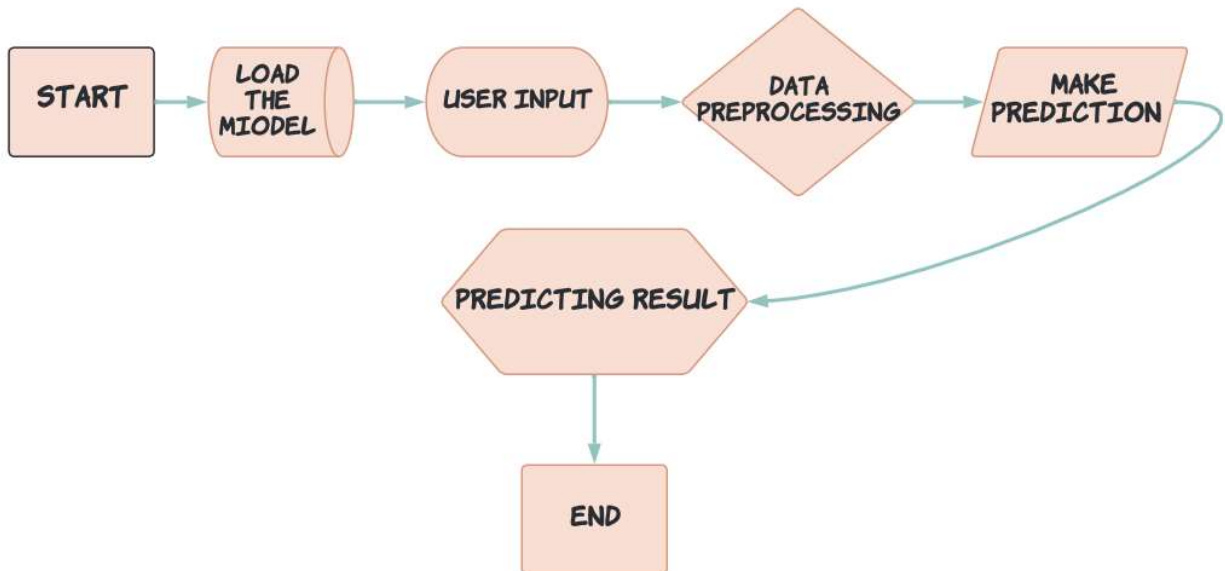 START
LOAD
THE
MIODEL
USER INPUT
DATA
PREPROCESSING
MAKE
PREDICTION
PREDICTING RESULT
END